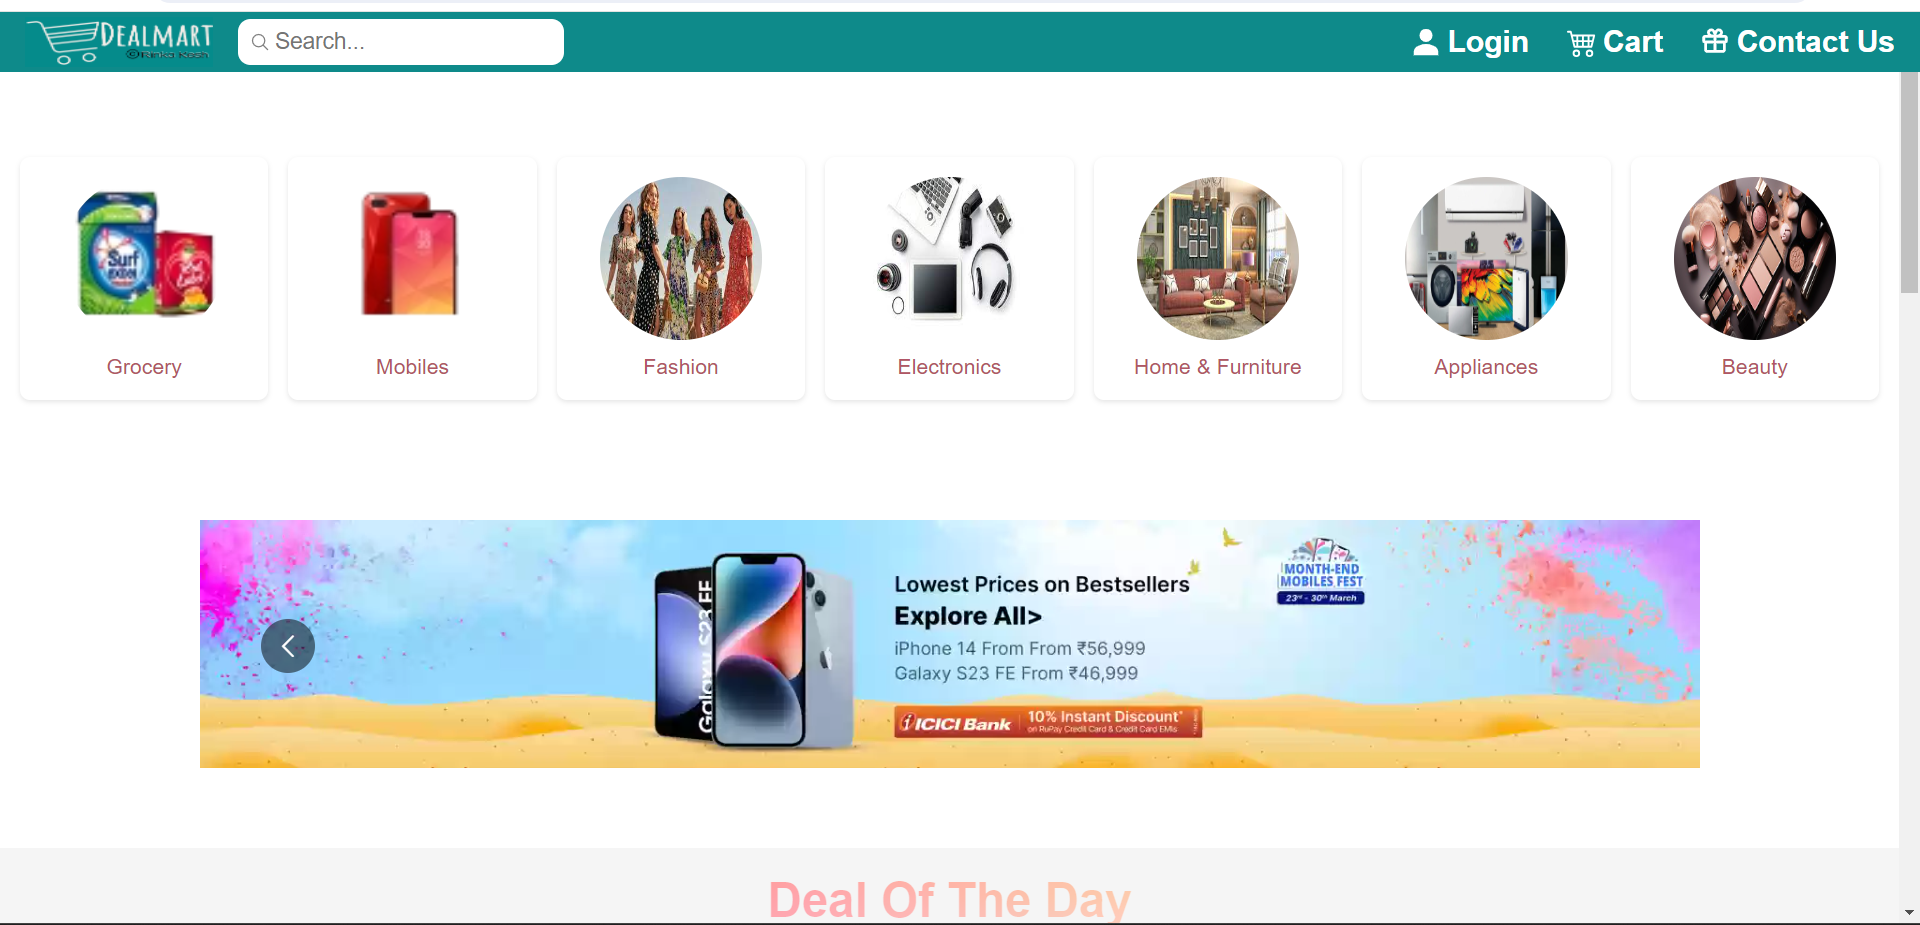 DEALMART
Search...
Login
Cart
Contact Us
Surf
excel
Grocery
Mobiles
Fashion
Electronics
Home & Furniture
Appliances
Beauty
MONTH-END
MOBILES FEST
23rd - 30th March
Galaxy S23 FE
Lowest Prices on Bestsellers
Explore All>
iPhone 14 From From ₹56,999
Galaxy S23 FE From ₹46,999
ICICI Bank
10% Instant Discount*
on RuPay Credit Card & Credit Card EMIs
Deal Of The Day